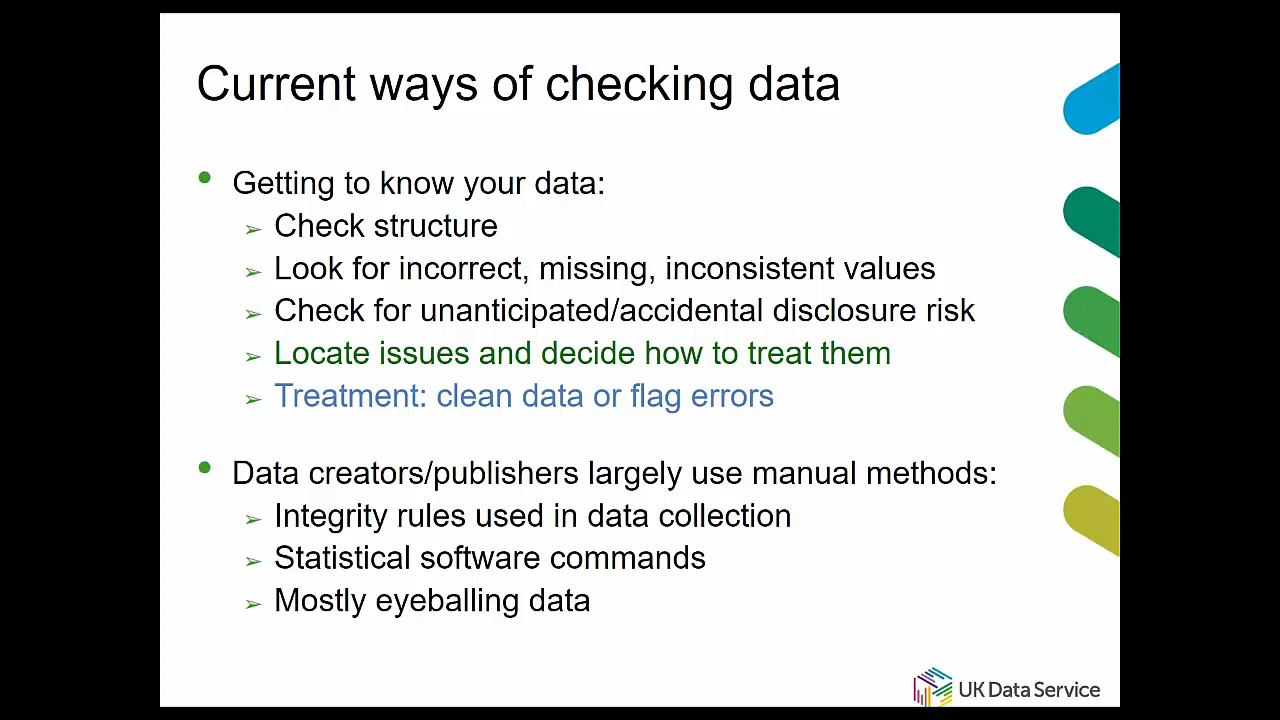 Current ways of checking data
• Getting to know your data:
➢ Check structure
➢ Look for incorrect, missing, inconsistent values
➢ Check for unanticipated/accidental disclosure risk
➢ Locate issues and decide how to treat them
➢ Treatment: clean data or flag errors
• Data creators/publishers largely use manual methods:
➢ Integrity rules used in data collection
➢ Statistical software commands
➢ Mostly eyeballing data
UK Data Service